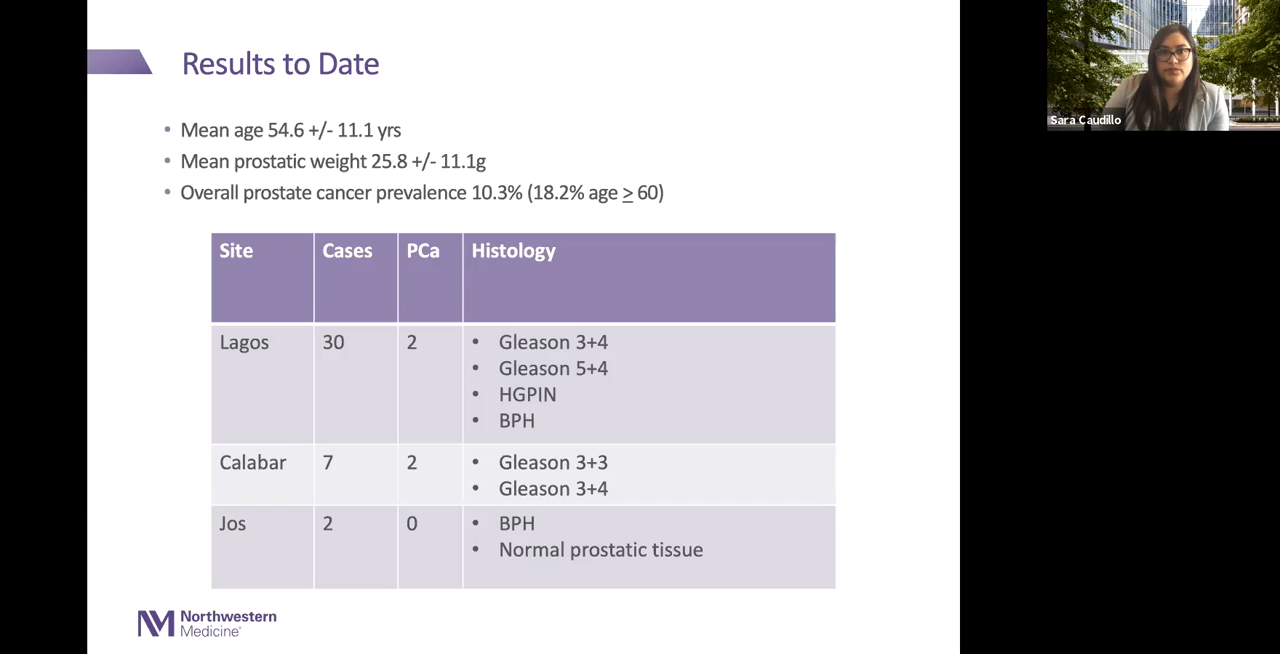 Results to Date
• Mean age 54.6 +/- 11.1 yrs
• Mean prostatic weight 25.8 +/- 11.1g
• Overall prostate cancer prevalence 10.3% (18.2% age ≥ 60)
Site Cases PCa Histology
Lagos 30 2 • Gleason 3+4
• Gleason 5+4
• HGPIN
• BPH
Calabar 7 2 • Gleason 3+3
• Gleason 3+4
Jos 2 0 • BPH
• Normal prostatic tissue
Northwestern
Medicine®
Sara Caudillo